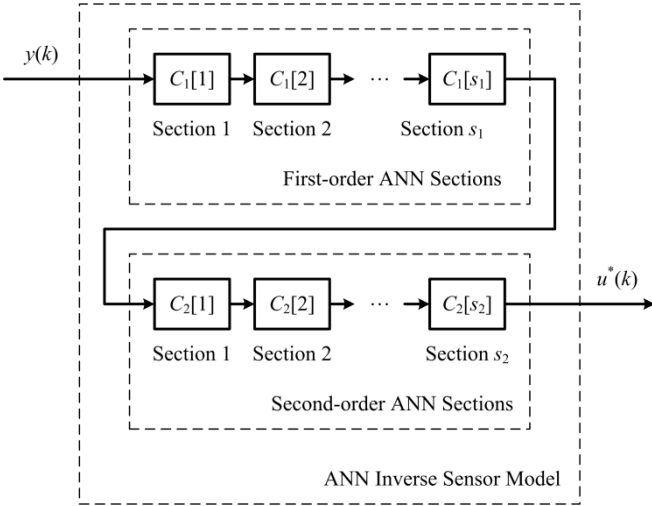 y(k)
C₁[1] C₁[2] ··· C₁[s₁]
Section 1 Section 2 Section s₁
First-order ANN Sections
u*(k)
C₂[1] C₂[2] ··· C₂[s₂]
Section 1 Section 2 Section s₂
Second-order ANN Sections
ANN Inverse Sensor Model